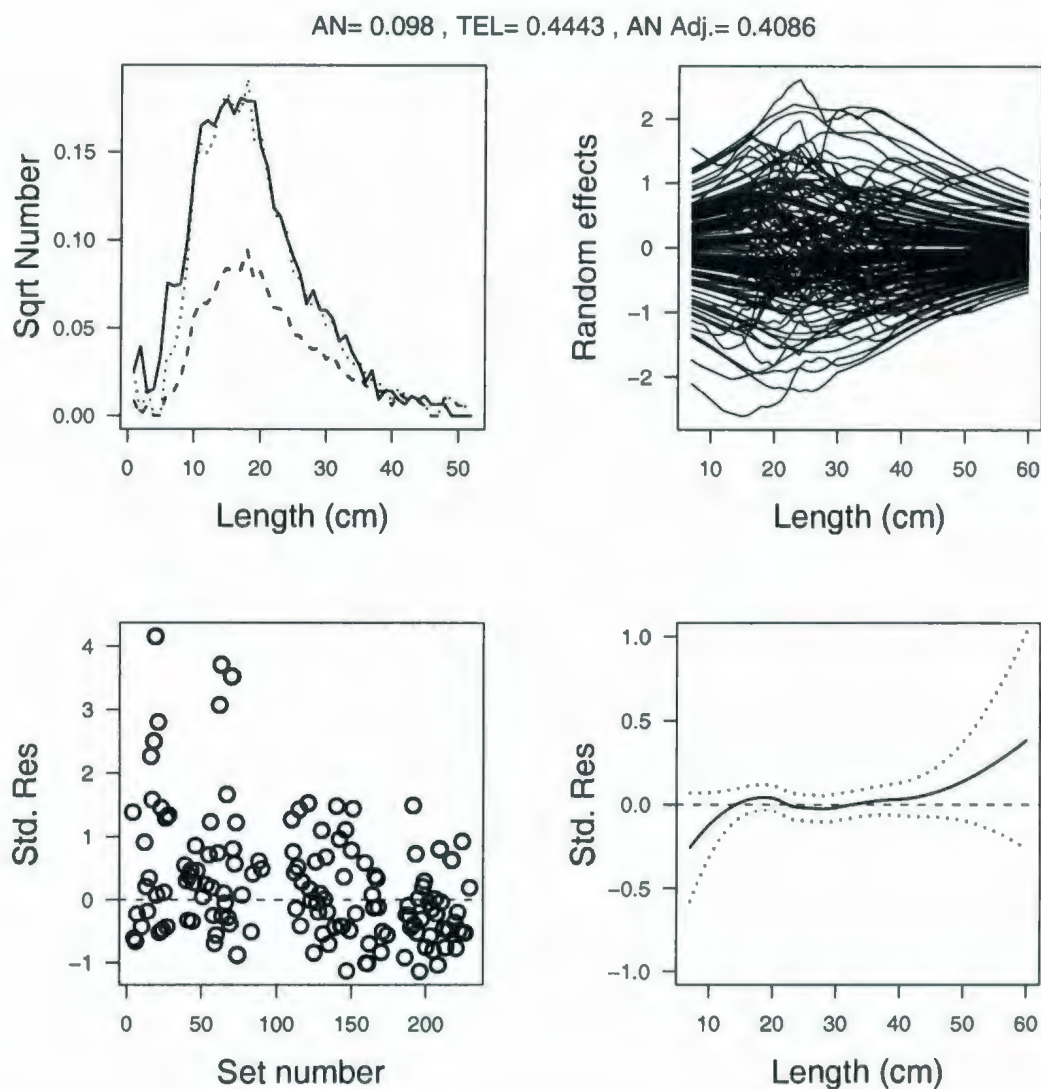 AN= 0.098 , TEL= 0.4443 , AN Adj.= 0.4086
Sqrt Number
0.15
0.10
0.05
0.00
0 10 20 30 40 50
Length (cm)
Random effects
2
1
0
−1
−2
10 20 30 40 50 60
Length (cm)
Std. Res
4
3
2
1
0
−1
0 50 100 150 200
Set number
Std. Res
1.0
0.5
0.0
−0.5
−1.0
10 20 30 40 50 60
Length (cm)